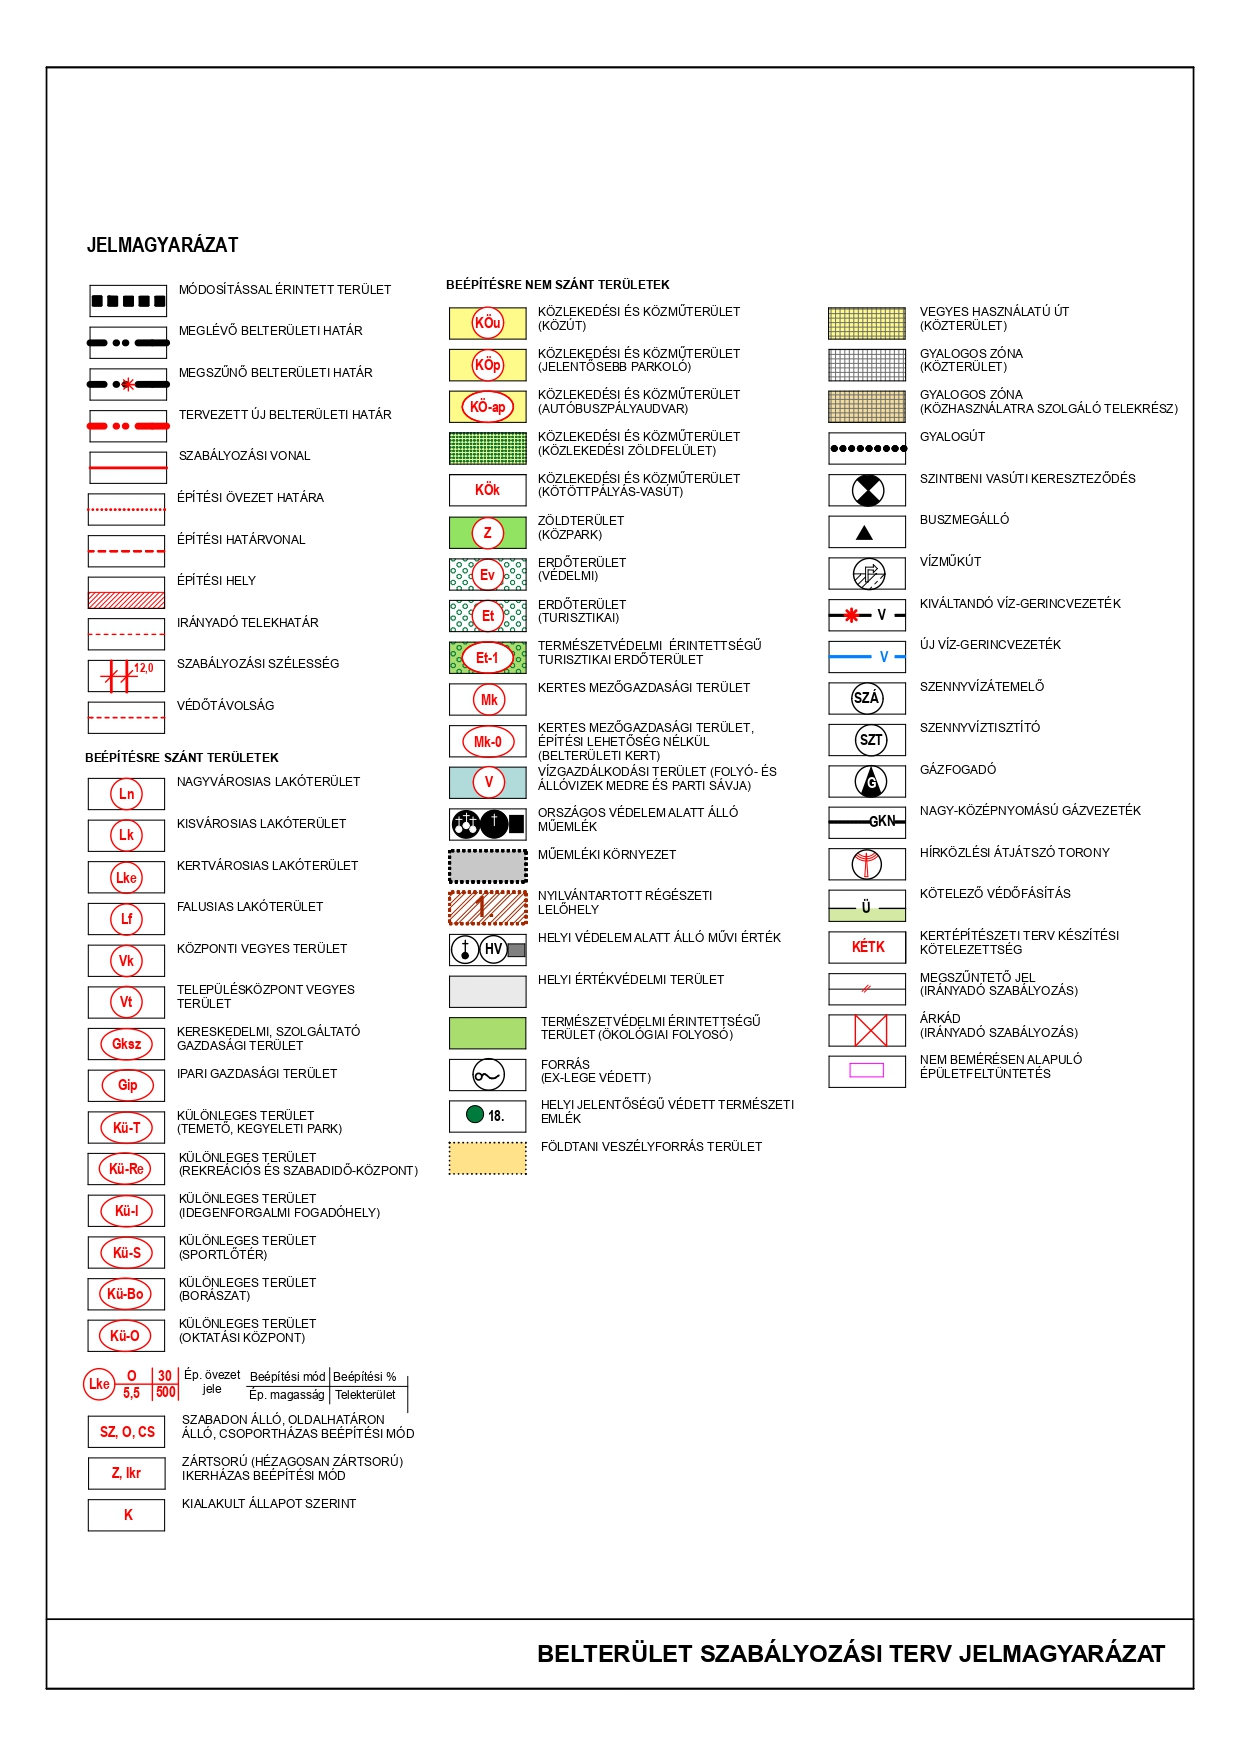 JELMAGYARÁZAT
MÓDOSÍTÁSSAL ÉRINTETT TERÜLET
MEGLÉVŐ BELTERÜLETI HATÁR
MEGSZŰNŐ BELTERÜLETI HATÁR
TERVEZETT ÚJ BELTERÜLETI HATÁR
SZABÁLYOZÁSI VONAL
ÉPÍTÉSI ÖVEZET HATÁRA
ÉPÍTÉSI HATÁRVONAL
ÉPÍTÉSI HELY
IRÁNYADÓ TELEKHATÁR
12,0 SZABÁLYOZÁSI SZÉLESSÉG
VÉDŐTÁVOLSÁG
BEÉPÍTÉSRE SZÁNT TERÜLETEK
Ln NAGYVÁROSIAS LAKÓTERÜLET
Lk KISVÁROSIAS LAKÓTERÜLET
Lke KERTVÁROSIAS LAKÓTERÜLET
Lf FALUSIAS LAKÓTERÜLET
Vk KÖZPONTI VEGYES TERÜLET
Vt TELEPÜLÉSKÖZPONT VEGYES
TERÜLET
Gksz KERESKEDELMI, SZOLGÁLTATÓ
GAZDASÁGI TERÜLET
Gip IPARI GAZDASÁGI TERÜLET
Kü-T KÜLÖNLEGES TERÜLET
(TEMETŐ, KEGYELETI PARK)
Kü-Re KÜLÖNLEGES TERÜLET
(REKREÁCIÓS ÉS SZABADIDŐ-KÖZPONT)
Kü-I KÜLÖNLEGES TERÜLET
(IDEGENFORGALMI FOGADÓHELY)
Kü-S KÜLÖNLEGES TERÜLET
(SPORTLŐTÉR)
Kü-Bo KÜLÖNLEGES TERÜLET
(BORÁSZAT)
Kü-O KÜLÖNLEGES TERÜLET
(OKTATÁSI KÖZPONT)
Lke O 30 Ép. övezet Beépítési mód Beépítési %
5,5 500 jele Ép. magasság Telekterület
SZ, O, CS SZABADON ÁLLÓ, OLDALHATÁRON
ÁLLÓ, CSOPORTHÁZAS BEÉPÍTÉSI MÓD
Z, Ikr ZÁRTSORÚ (HÉZAGOSAN ZÁRTSORÚ)
IKERHÁZAS BEÉPÍTÉSI MÓD
K KIALAKULT ÁLLAPOT SZERINT
BEÉPÍTÉSRE NEM SZÁNT TERÜLETEK
KÖu KÖZLEKEDÉSI ÉS KÖZMŰTERÜLET
(KÖZÚT)
KÖp KÖZLEKEDÉSI ÉS KÖZMŰTERÜLET
(JELENTŐSEBB PARKOLÓ)
KÖ-ap KÖZLEKEDÉSI ÉS KÖZMŰTERÜLET
(AUTÓBUSZPÁLYAUDVAR)
KÖZLEKEDÉSI ÉS KÖZMŰTERÜLET
(KÖZLEKEDÉSI ZÖLDFELÜLET)
KÖk KÖZLEKEDÉSI ÉS KÖZMŰTERÜLET
(KÖTÖTTPÁLYÁS-VASÚT)
Z ZÖLDTERÜLET
(KÖZPARK)
Ev ERDŐTERÜLET
(VÉDELMI)
Et ERDŐTERÜLET
(TURISZTIKAI)
Et-1 TERMÉSZETVÉDELMI ÉRINTETTSÉGŰ
TURISZTIKAI ERDŐTERÜLET
Mk KERTES MEZŐGAZDASÁGI TERÜLET
Mk-0 KERTES MEZŐGAZDASÁGI TERÜLET,
ÉPÍTÉSI LEHETŐSÉG NÉLKÜL
(BELTERÜLETI KERT)
V VÍZGAZDÁLKODÁSI TERÜLET (FOLYÓ- ÉS
ÁLLÓVIZEK MEDRE ÉS PARTI SÁVJA)
ORSZÁGOS VÉDELEM ALATT ÁLLÓ
MŰEMLÉK
MŰEMLÉKI KÖRNYEZET
1. NYILVÁNTARTOTT RÉGÉSZETI
LELŐHELY
HV HELYI VÉDELEM ALATT ÁLLÓ MŰVI ÉRTÉK
HELYI ÉRTÉKVÉDELMI TERÜLET
TERMÉSZETVÉDELMI ÉRINTETTSÉGŰ
TERÜLET (ÖKOLÓGIAI FOLYOSÓ)
FORRÁS
(EX-LEGE VÉDETT)
18. HELYI JELENTŐSÉGŰ VÉDETT TERMÉSZETI
EMLÉK
FÖLDTANI VESZÉLYFORRÁS TERÜLET
VEGYES HASZNÁLATÚ ÚT
(KÖZTERÜLET)
GYALOGOS ZÓNA
(KÖZTERÜLET)
GYALOGOS ZÓNA
(KÖZHASZNÁLATRA SZOLGÁLÓ TELEKRÉSZ)
GYALOGÚT
SZINTBENI VASÚTI KERESZTEZŐDÉS
BUSZMEGÁLLÓ
VÍZMŰKÚT
V KIVÁLTANDÓ VÍZ-GERINCVEZETÉK
V ÚJ VÍZ-GERINCVEZETÉK
SZÁ SZENNYVÍZÁTEMELŐ
SZT SZENNYVÍZTISZTÍTÓ
G GÁZFOGADÓ
GKN NAGY-KÖZÉPNYOMÁSÚ GÁZVEZETÉK
HÍRKÖZLÉSI ÁTJÁTSZÓ TORONY
Ü KÖTELEZŐ VÉDŐFÁSÍTÁS
KÉTK KERTÉPÍTÉSZETI TERV KÉSZÍTÉSI
KÖTELEZETTSÉG
MEGSZŰNTETŐ JEL
(IRÁNYADÓ SZABÁLYOZÁS)
ÁRKÁD
(IRÁNYADÓ SZABÁLYOZÁS)
NEM BEMÉRÉSEN ALAPULÓ
ÉPÜLETFELTÜNTETÉS
BELTERÜLET SZABÁLYOZÁSI TERV JELMAGYARÁZAT